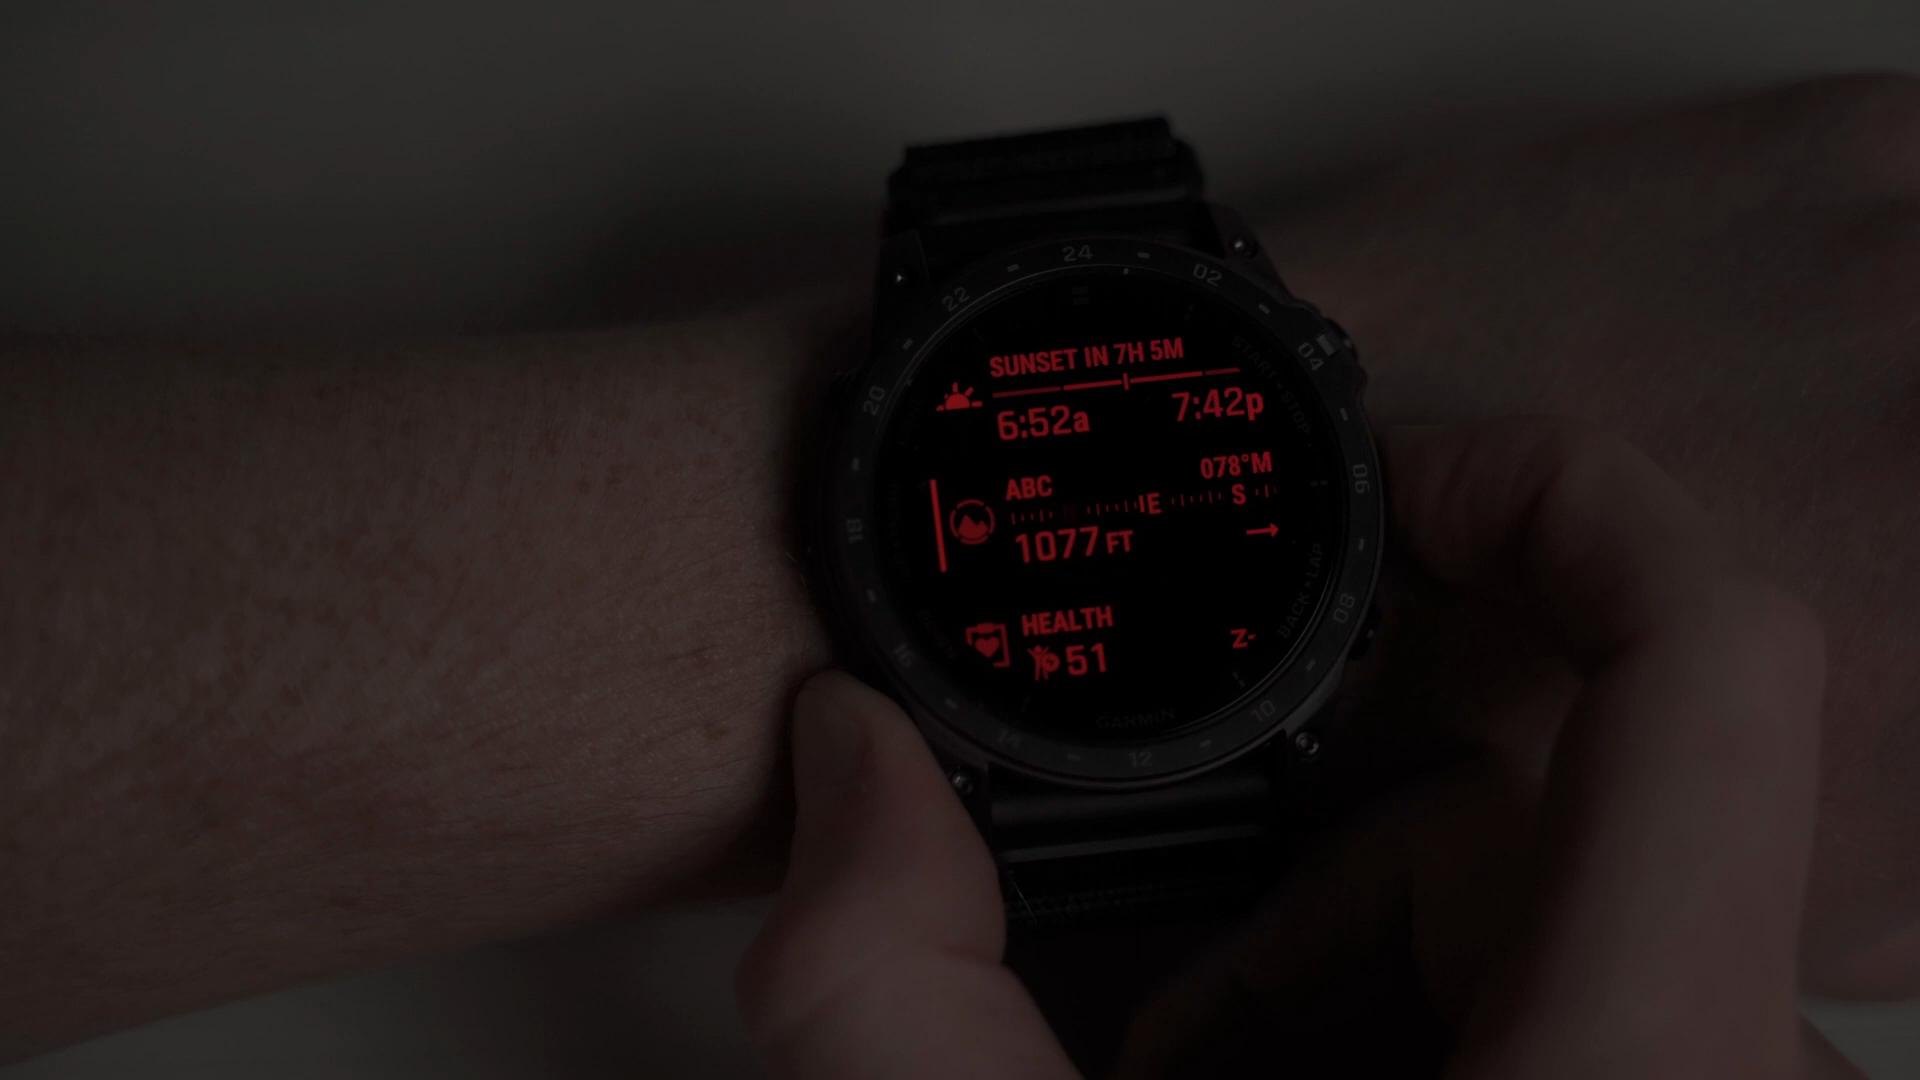 24
22
02
04
20
06
18
08
16
10
14
12
START • STOP
BACK • LAP
SUNSET IN 7H 5M
6:52a 7:42p
ABC 078°M
E S
1077 FT
HEALTH
51 Z-
GARMIN